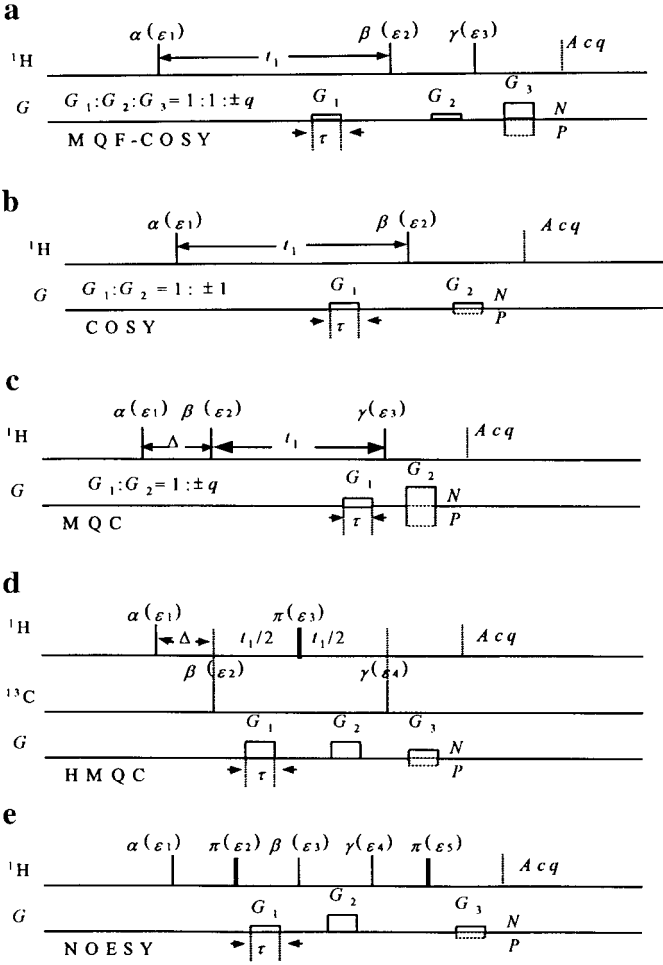 a
α(ε1) β(ε2) γ(ε3) Acq
t1
¹H
G G1:G2:G3=1:1:±q G1 G2 G3 N
MQF-COSY τ P
b
α(ε1) β(ε2) Acq
t1
¹H
G G1:G2=1:±1 G1 G2 N
COSY τ P
c
α(ε1) β(ε2) γ(ε3) Acq
Δ t1
¹H
G G1:G2=1:±q G1 G2 N
MQC τ P
d
α(ε1) π(ε3) Acq
¹H Δ t1/2 t1/2
β(ε2) γ(ε4)
¹³C
G G1 G2 G3 N
HMQC τ P
e
α(ε1) π(ε2) β(ε3) γ(ε4) π(ε5) Acq
¹H
G G1 G2 G3 N
NOESY τ P